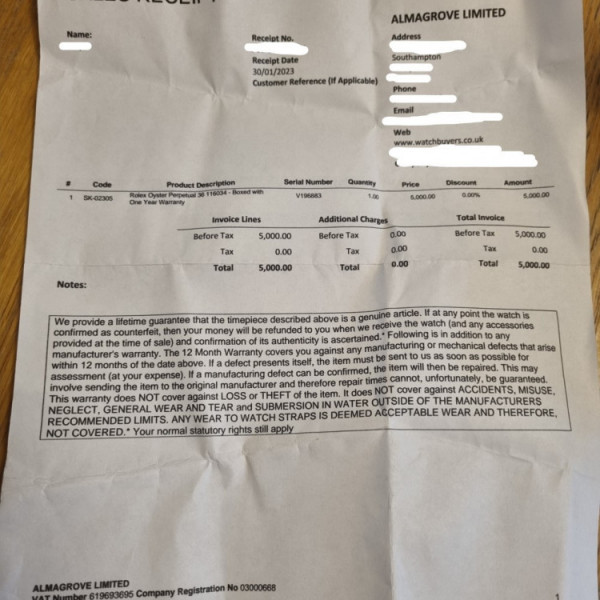 ALMAGROVE LIMITED
Name:
Receipt No.
Address
Receipt Date
Southampton
30/01/2023
Customer Reference (If Applicable)
Phone
Email
Web
www.watchbuyers.co.uk
# Code Product Description Serial Number Quantity Price Discount Amount
1 SK-02305 Rolex Oyster Perpetual 36 116034 - Boxed with V196683 1.00 5,000.00 0.00% 5,000.00
One Year Warranty
Invoice Lines Additional Charges Total Invoice
Before Tax 5,000.00 Before Tax 0.00 Before Tax 5,000.00
Tax 0.00 Tax 0.00 Tax 0.00
Total 5,000.00 Total 0.00 Total 5,000.00
Notes:
We provide a lifetime guarantee that the timepiece described above is a genuine article. If at any point the watch is
confirmed as counterfeit, then your money will be refunded to you when we receive the watch (and any accessories
provided at the time of sale) and confirmation of its authenticity is ascertained.* Following is in addition to any
manufacturer's warranty. The 12 Month Warranty covers you against any manufacturing or mechanical defects that arise
within 12 months of the date above. If a defect presents itself, the item must be sent to us as soon as possible for
assessment (at your expense). If a manufacturing defect can be confirmed, the item will then be repaired. This may
involve sending the item to the original manufacturer and therefore repair times cannot, unfortunately, be guaranteed.
This warranty does NOT cover against LOSS or THEFT of the item. It does NOT cover against ACCIDENTS, MISUSE,
NEGLECT, GENERAL WEAR AND TEAR and SUBMERSION IN WATER OUTSIDE OF THE MANUFACTURERS
RECOMMENDED LIMITS. ANY WEAR TO WATCH STRAPS IS DEEMED ACCEPTABLE WEAR AND THEREFORE,
NOT COVERED.* Your normal statutory rights still apply
ALMAGROVE LIMITED
VAT Number 619693695 Company Registration No 03000668
1